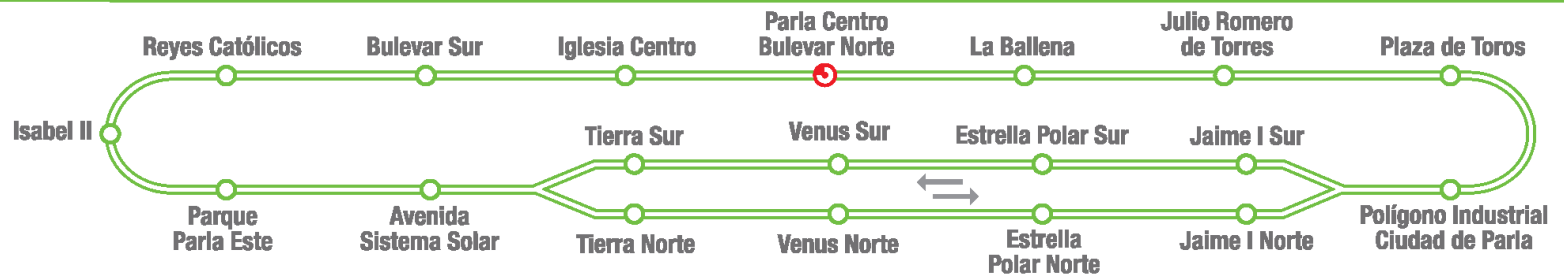 Reyes Católicos
Bulevar Sur
Iglesia Centro
Parla Centro
Bulevar Norte
La Ballena
Julio Romero
de Torres
Plaza de Toros
Isabel II
Tierra Sur
Venus Sur
Estrella Polar Sur
Jaime I Sur
Parque
Parla Este
Avenida
Sistema Solar
Tierra Norte
Venus Norte
Estrella
Polar Norte
Jaime I Norte
Polígono Industrial
Ciudad de Parla